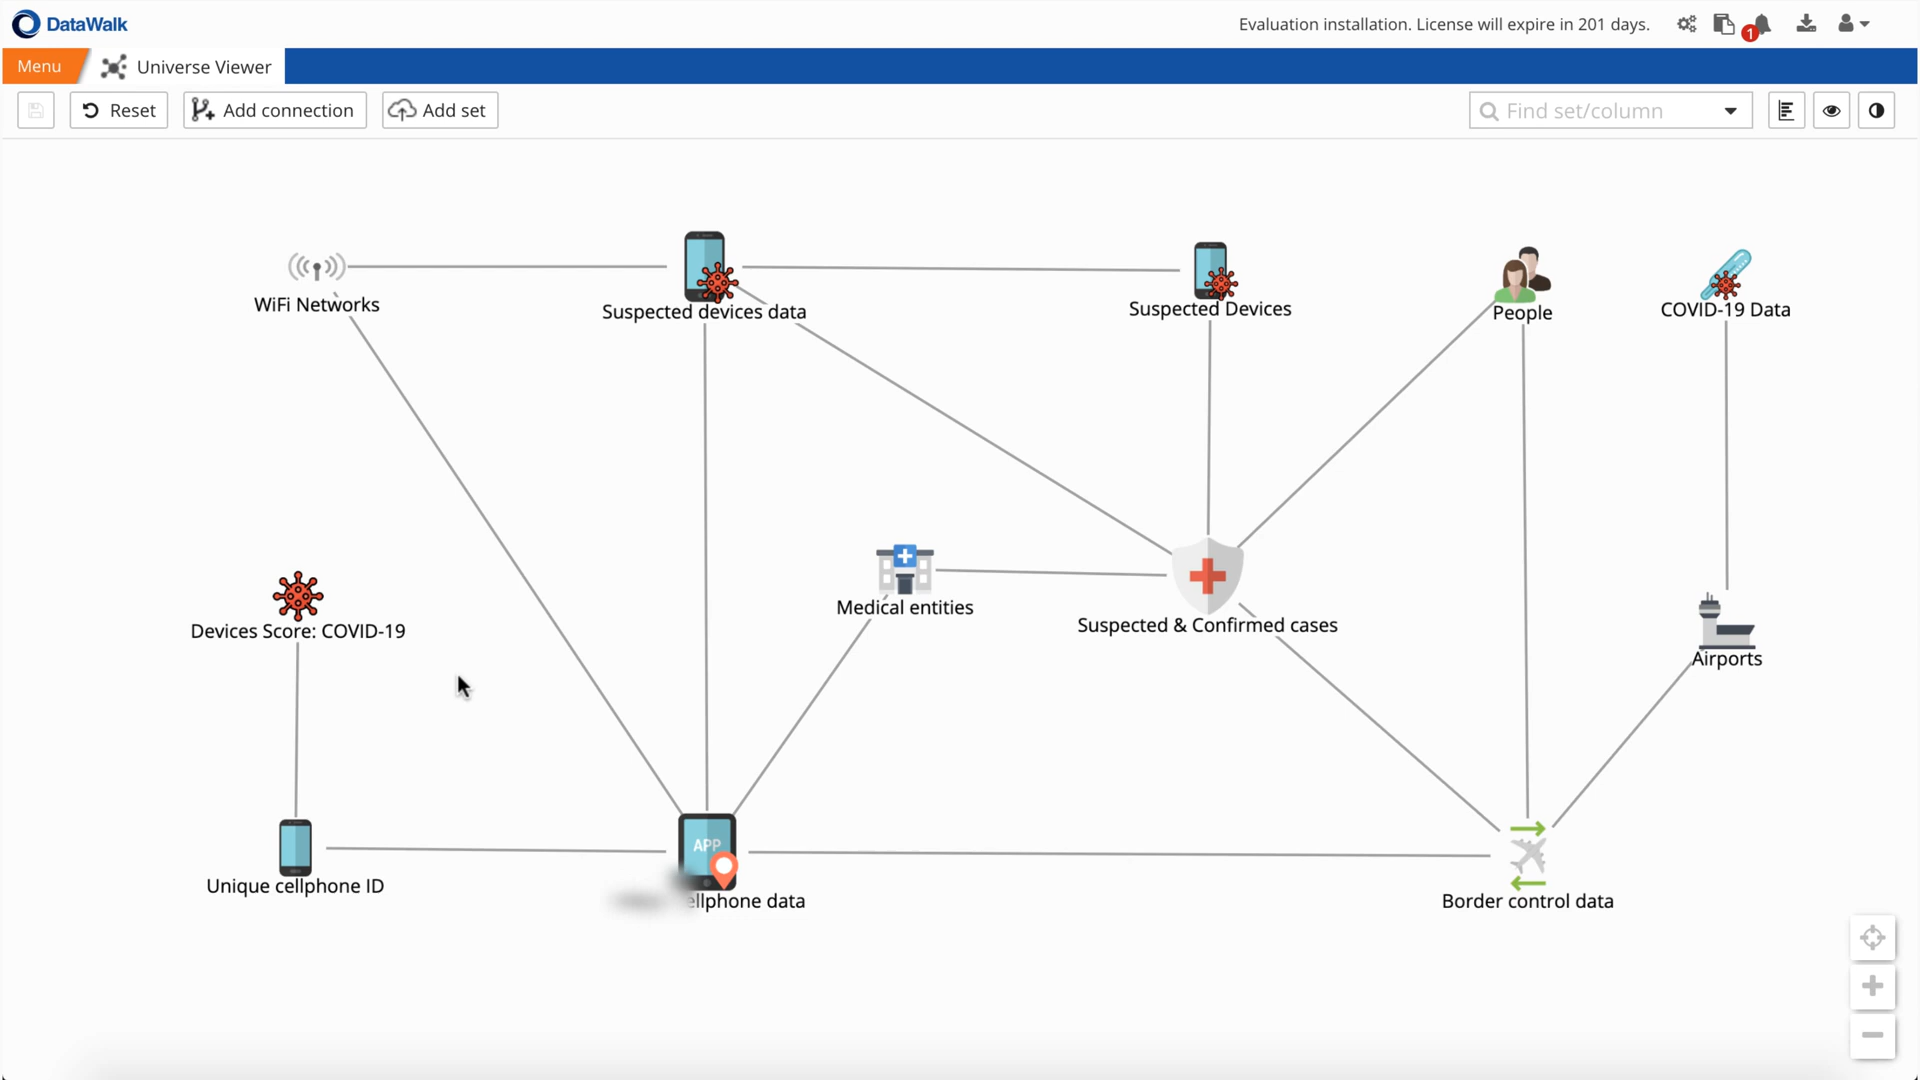 DataWalk
Evaluation installation. License will expire in 201 days.
1
Menu
Universe Viewer
Reset
Add connection
Add set
Find set/column
WiFi Networks
Suspected devices data
Suspected Devices
People
COVID-19 Data
Medical entities
Suspected & Confirmed cases
Devices Score: COVID-19
Airports
APP
Unique cellphone ID
data
Border control data